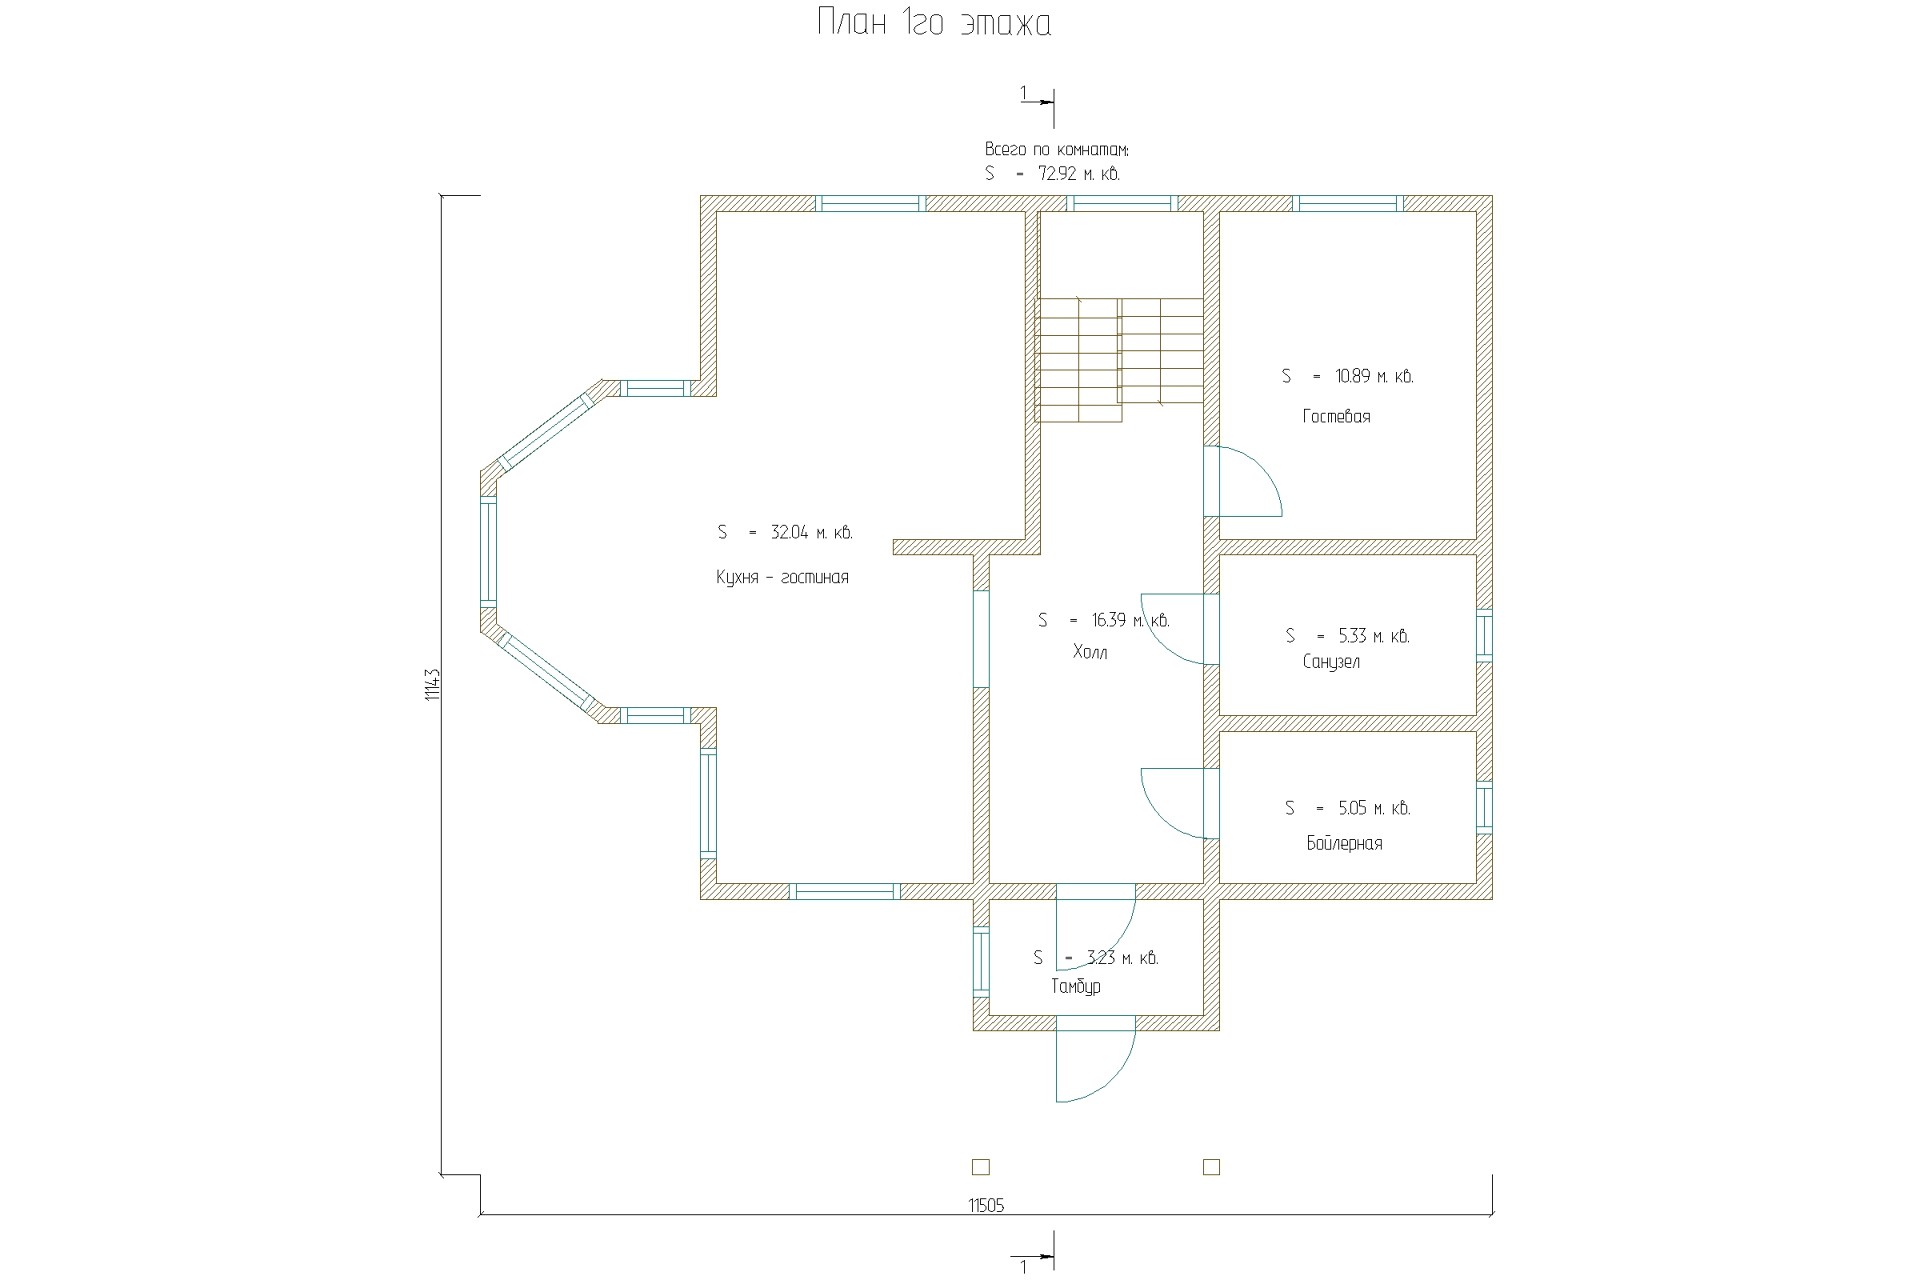 План 1го этажа
1
Всего по комнатам:
S = 72.92 м. кв.
S = 10.89 м. кв.
Гостевая
S = 32.04 м. кв.
Кухня - гостиная
S = 16.39 м. кв.
Холл
S = 5.33 м. кв.
Санузел
11143
S = 5.05 м. кв.
Бойлерная
S = 3.23 м. кв.
Тамбур
11505
1